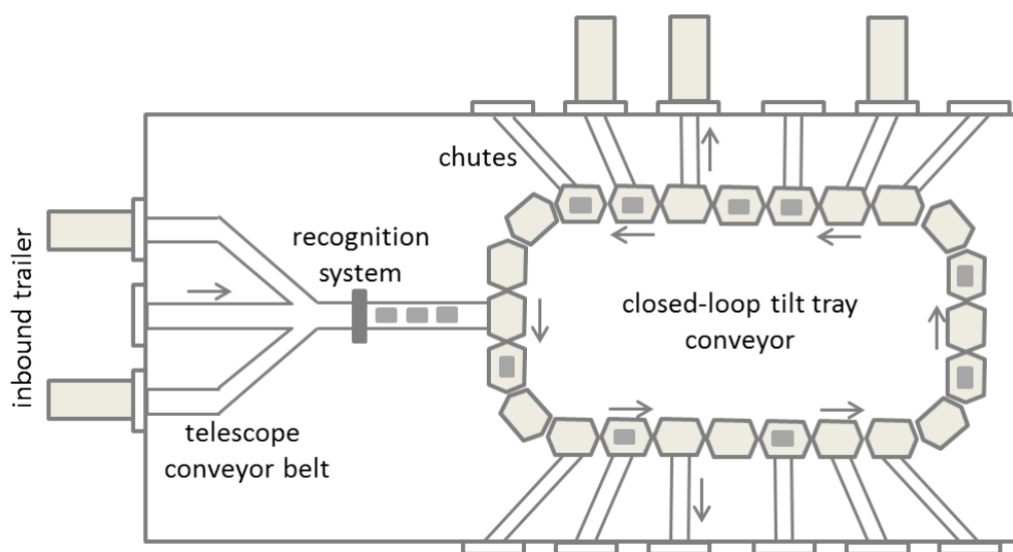 chutes
recognition
system
inbound trailer
closed-loop tilt tray
conveyor
telescope
conveyor belt